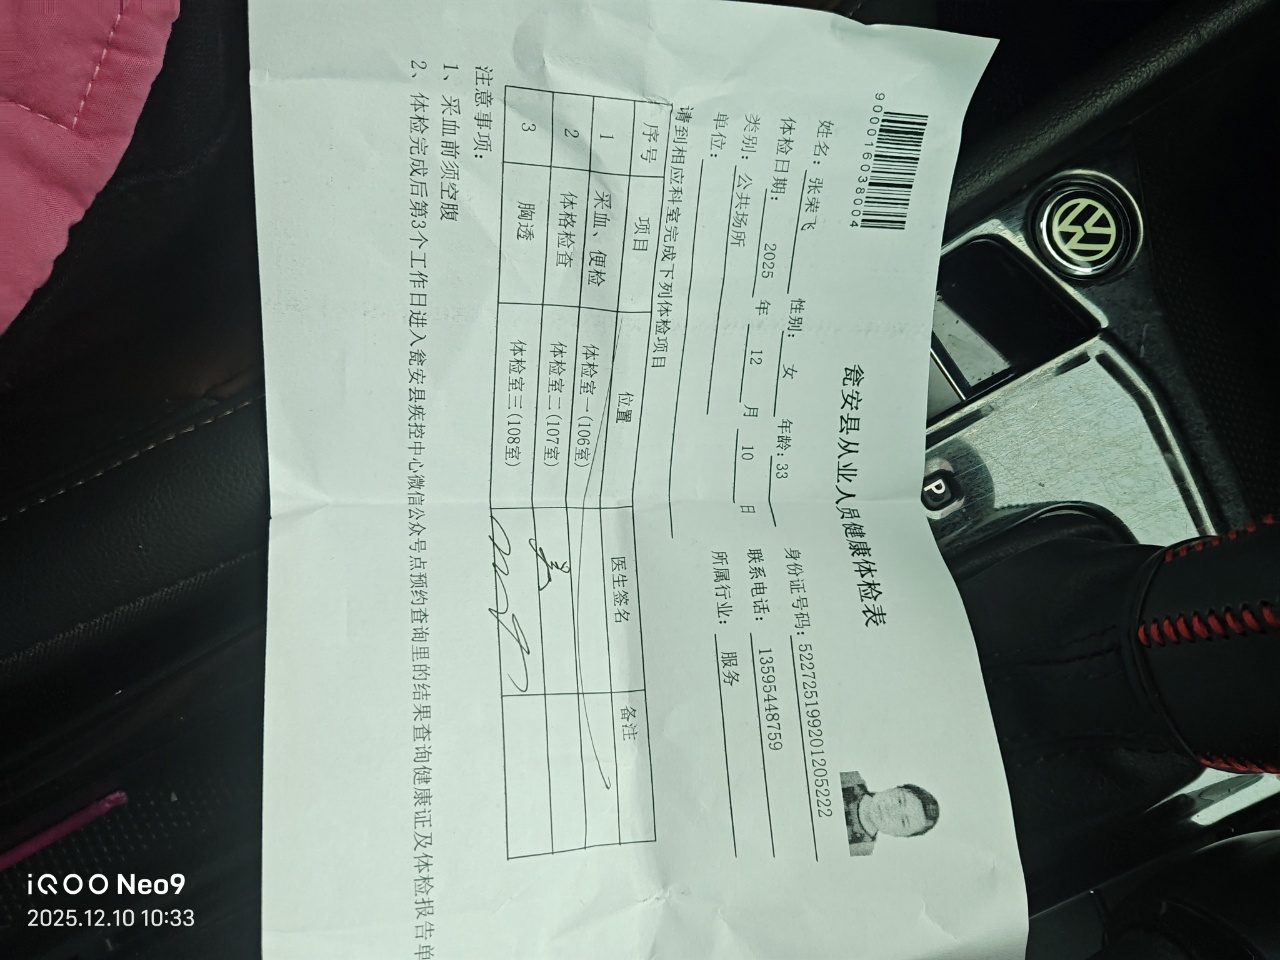 9000016038004
瓮安县从业人员健康体检表
姓名：张荣飞 性别：女 年龄：33 身份证号码：522725199201205222
体检日期： 2025 年 12 月 10 日 联系电话：13595448759
类别：公共场所 所属行业：服务
单位：
请到相应科室完成下列体检项目
序号 项目 位置 医生签名 备注
1 采血、便检 体检室一(106室)
2 体格检查 体检室二(107室)
3 胸透 体检室三(108室)
注意事项：
1、采血前须空腹
2、体检完成后第3个工作日进入瓮安县疾控中心微信公众号点预约查询里的结果查询健康证及体检报告单
P
iQOO Neo9
2025.12.10 10:33